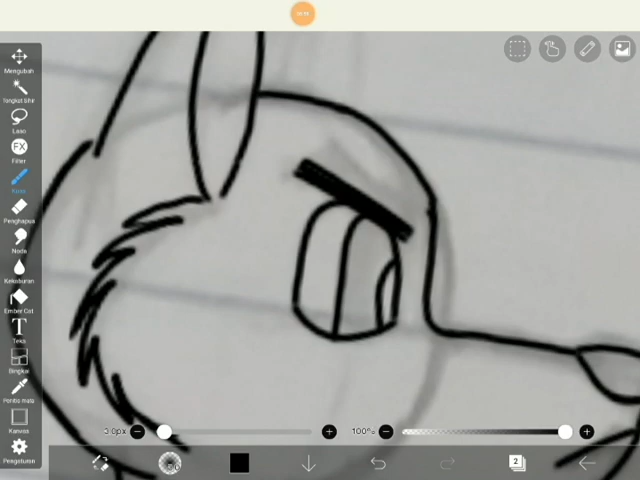 Mengubah
Tongkat Sihir
Laso
FX
Filter
Kuas
Penghapus
Noda
Kekaburan
Ember Cat
T
Teks
Bingkai
Penitis mata
Kanvas
Pengaturan
3.0px
100%
2